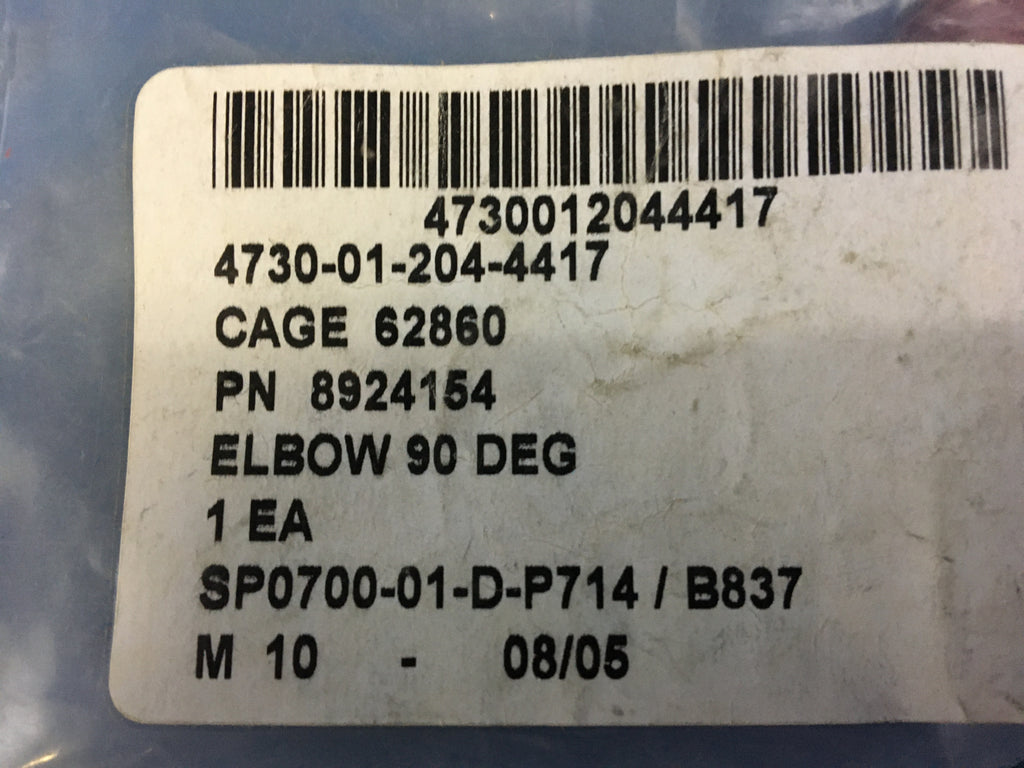 4730012044417
4730-01-204-4417
CAGE 62860
PN 8924154
ELBOW 90 DEG
1 EA
SP0700-01-D-P714 / B837
M 10 - 08/05